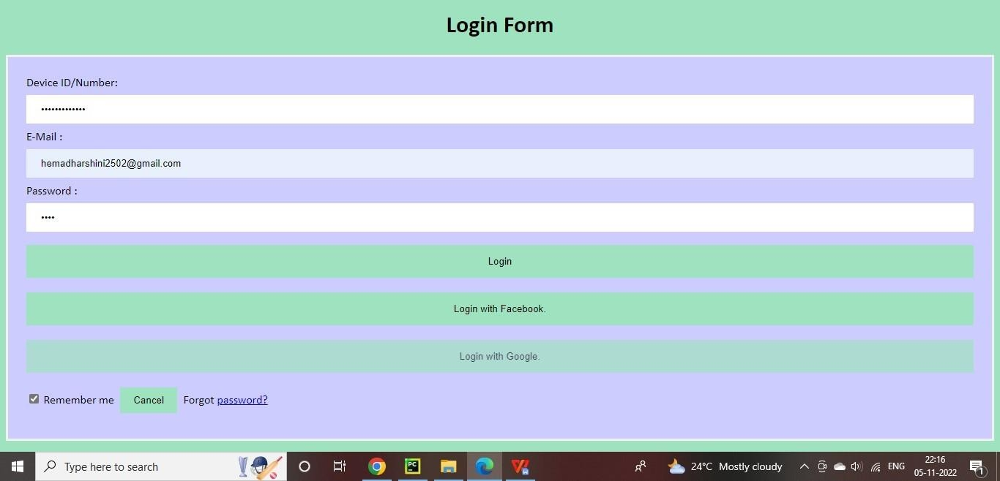 Login Form
Device ID/Number:
•••••••••••••
E-Mail :
hemadharshini2502@gmail.com
Password :
••••
Login
Login with Facebook.
Login with Google.
Remember me Cancel Forgot password?
Type here to search PC 24°C Mostly cloudy ENG 22:16
05-11-2022 1